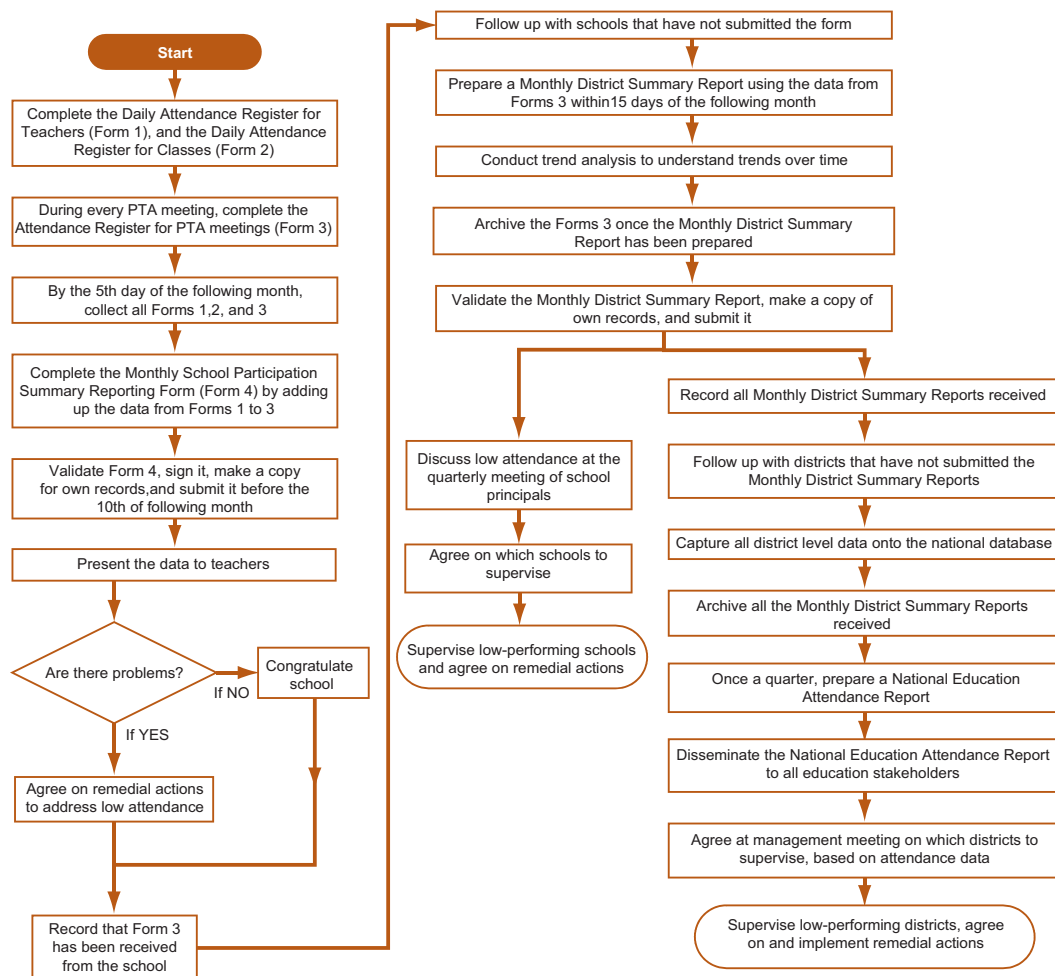 Start
Complete the Daily Attendance Register for
Teachers (Form 1), and the Daily Attendance
Register for Classes (Form 2)
During every PTA meeting, complete the
Attendance Register for PTA meetings (Form 3)
By the 5th day of the following month,
collect all Forms 1,2, and 3
Complete the Monthly School Participation
Summary Reporting Form (Form 4) by adding
up the data from Forms 1 to 3
Validate Form 4, sign it, make a copy
for own records,and submit it before the
10th of following month
Present the data to teachers
Are there problems?
If NO
Congratulate
school
If YES
Agree on remedial actions
to address low attendance
Record that Form 3
has been received
from the school
Follow up with schools that have not submitted the form
Prepare a Monthly District Summary Report using the data from
Forms 3 within15 days of the following month
Conduct trend analysis to understand trends over time
Archive the Forms 3 once the Monthly District Summary
Report has been prepared
Validate the Monthly District Summary Report, make a copy of
own records, and submit it
Discuss low attendance at the
quarterly meeting of school
principals
Agree on which schools to
supervise
Supervise low-performing schools
and agree on remedial actions
Record all Monthly District Summary Reports received
Follow up with districts that have not submitted the
Monthly District Summary Reports
Capture all district level data onto the national database
Archive all the Monthly District Summary Reports
received
Once a quarter, prepare a National Education
Attendance Report
Disseminate the National Education Attendance Report
to all education stakeholders
Agree at management meeting on which districts to
supervise, based on attendance data
Supervise low-performing districts, agree
on and implement remedial actions